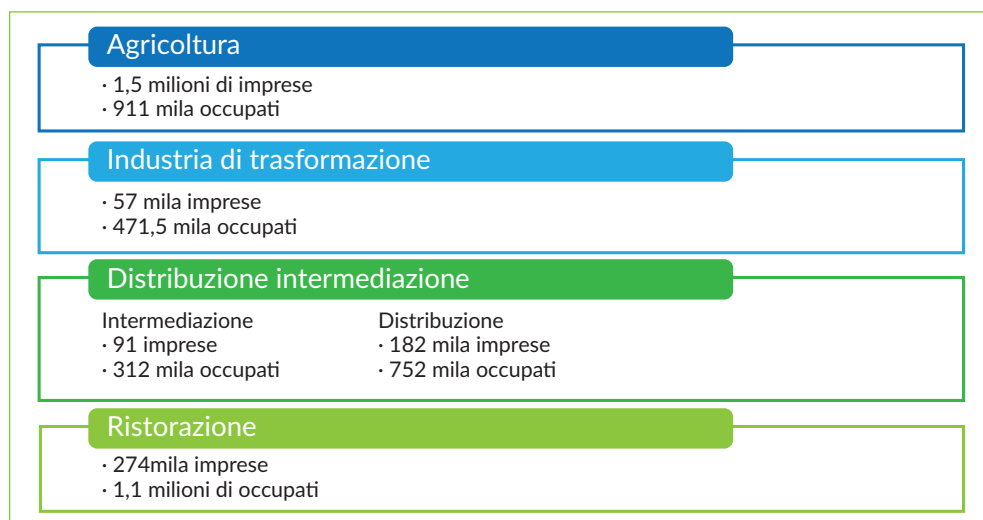 Agricoltura
· 1,5 milioni di imprese
· 911 mila occupati
Industria di trasformazione
· 57 mila imprese
· 471,5 mila occupati
Distribuzione intermediazione
Intermediazione
· 91 imprese
· 312 mila occupati
Distribuzione
· 182 mila imprese
· 752 mila occupati
Ristorazione
· 274mila imprese
· 1,1 milioni di occupati